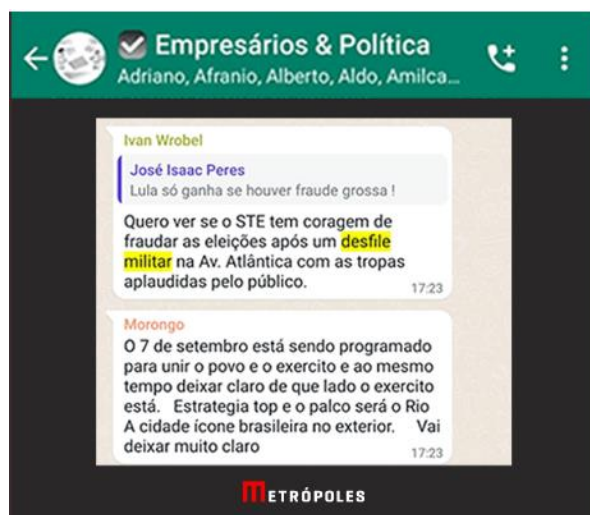 Empresários & Política
Adriano, Afranio, Alberto, Aldo, Amilca...
Ivan Wrobel
José Isaac Peres
Lula só ganha se houver fraude grossa !
Quero ver se o STE tem coragem de
fraudar as eleições após um desfile
militar na Av. Atlântica com as tropas
aplaudidas pelo público.
17:23
Morongo
O 7 de setembro está sendo programado
para unir o povo e o exercito e ao mesmo
tempo deixar claro de que lado o exercito
está. Estrategia top e o palco será o Rio
A cidade ícone brasileira no exterior. Vai
deixar muito claro
17:23
METRÓPOLES